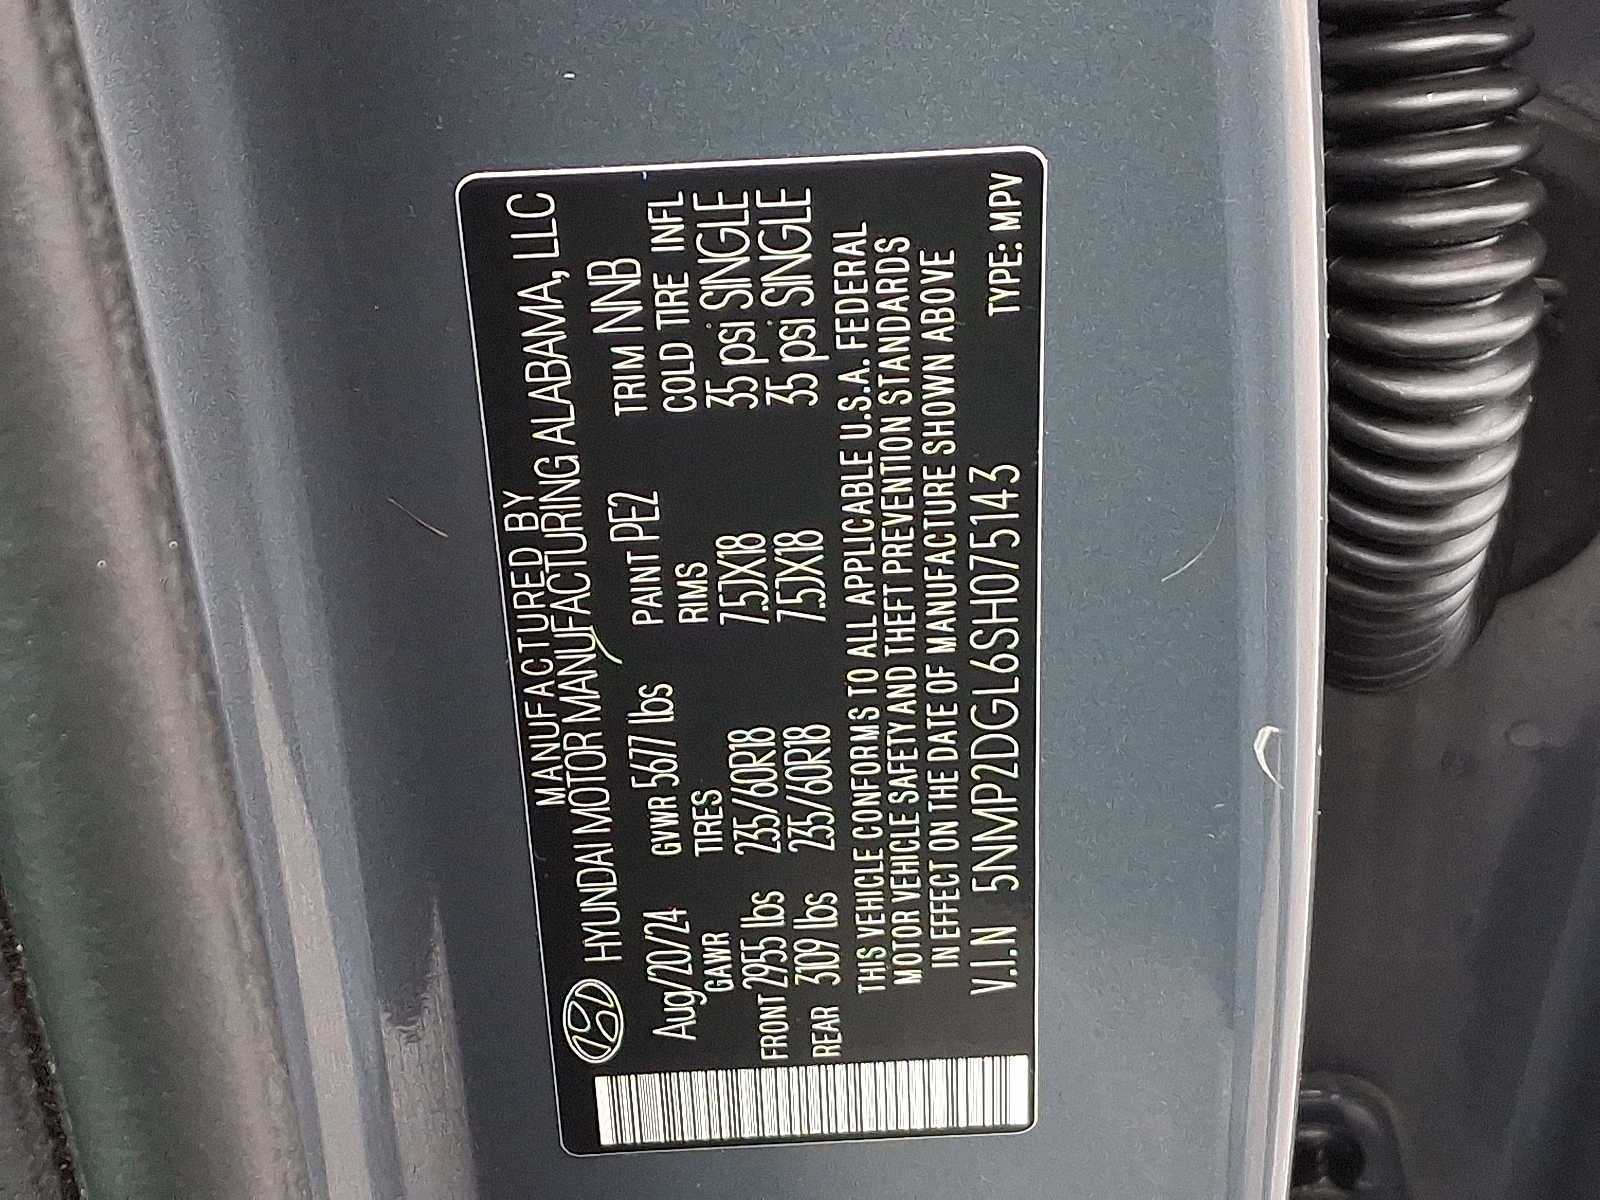 MANUFACTURED BY
HYUNDAI MOTOR MANUFACTURING ALABAMA, LLC
Aug/20/24 GVWR 5677 lbs PAINT PE2 TRIM NNB
GAWR TIRES RIMS COLD TIRE INFL
FRONT 2955 lbs 235/60R18 7.5JX18 35 psi SINGLE
REAR 3109 lbs 235/60R18 7.5JX18 35 psi SINGLE
THIS VEHICLE CONFORMS TO ALL APPLICABLE U.S.A. FEDERAL
MOTOR VEHICLE SAFETY AND THEFT PREVENTION STANDARDS
IN EFFECT ON THE DATE OF MANUFACTURE SHOWN ABOVE
V.I.N 5NMP2DGL6SH075143 TYPE: MPV